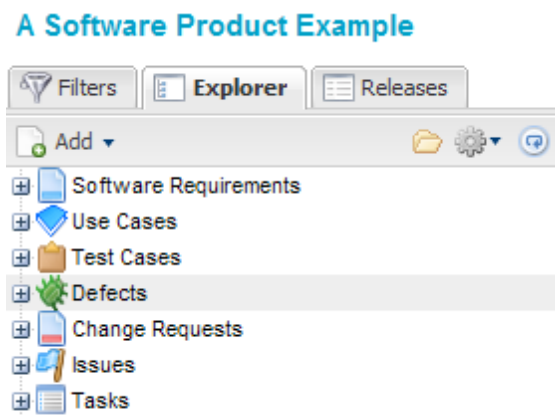 A Software Product Example
Filters Explorer Releases
Add
Software Requirements
Use Cases
Test Cases
Defects
Change Requests
Issues
Tasks